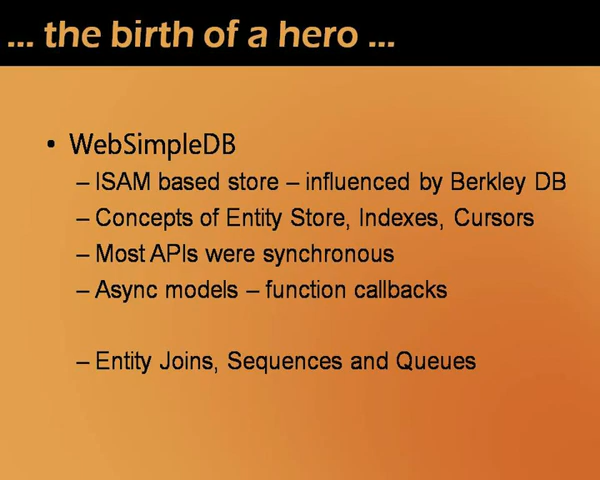 ... the birth of a hero ...
• WebSimpleDB
– ISAM based store – influenced by Berkley DB
– Concepts of Entity Store, Indexes, Cursors
– Most APIs were synchronous
– Async models – function callbacks
– Entity Joins, Sequences and Queues